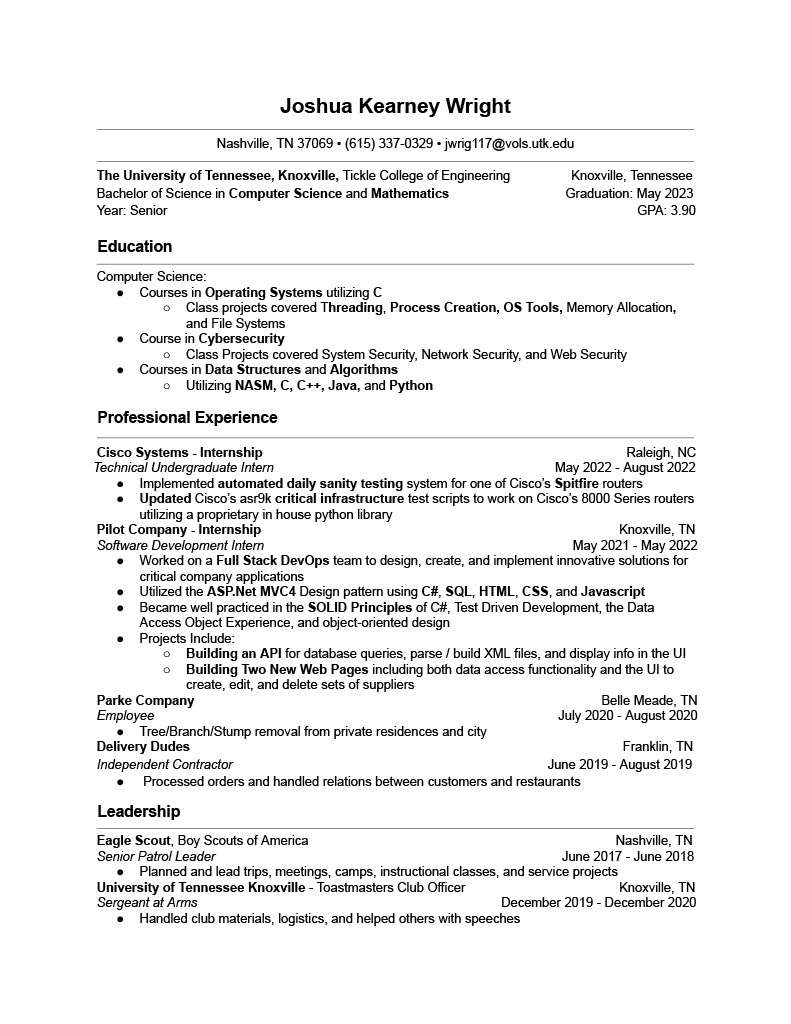 Joshua Kearney Wright
Nashville, TN 37069 • (615) 337-0329 • jwrig117@vols.utk.edu
The University of Tennessee, Knoxville, Tickle College of Engineering Knoxville, Tennessee
Bachelor of Science in Computer Science and Mathematics Graduation: May 2023
Year: Senior GPA: 3.90
Education
Computer Science:
● Courses in Operating Systems utilizing C
○ Class projects covered Threading, Process Creation, OS Tools, Memory Allocation,
and File Systems
● Course in Cybersecurity
○ Class Projects covered System Security, Network Security, and Web Security
● Courses in Data Structures and Algorithms
○ Utilizing NASM, C, C++, Java, and Python
Professional Experience
Cisco Systems - Internship Raleigh, NC
Technical Undergraduate Intern May 2022 - August 2022
● Implemented automated daily sanity testing system for one of Cisco's Spitfire routers
● Updated Cisco's asr9k critical infrastructure test scripts to work on Cisco's 8000 Series routers
utilizing a proprietary in house python library
Pilot Company - Internship Knoxville, TN
Software Development Intern May 2021 - May 2022
● Worked on a Full Stack DevOps team to design, create, and implement innovative solutions for
critical company applications
● Utilized the ASP.Net MVC4 Design pattern using C#, SQL, HTML, CSS, and Javascript
● Became well practiced in the SOLID Principles of C#, Test Driven Development, the Data
Access Object Experience, and object-oriented design
● Projects Include:
○ Building an API for database queries, parse / build XML files, and display info in the UI
○ Building Two New Web Pages including both data access functionality and the UI to
create, edit, and delete sets of suppliers
Parke Company Belle Meade, TN
Employee July 2020 - August 2020
● Tree/Branch/Stump removal from private residences and city
Delivery Dudes Franklin, TN
Independent Contractor June 2019 - August 2019
● Processed orders and handled relations between customers and restaurants
Leadership
Eagle Scout, Boy Scouts of America Nashville, TN
Senior Patrol Leader June 2017 - June 2018
● Planned and lead trips, meetings, camps, instructional classes, and service projects
University of Tennessee Knoxville - Toastmasters Club Officer Knoxville, TN
Sergeant at Arms December 2019 - December 2020
● Handled club materials, logistics, and helped others with speeches